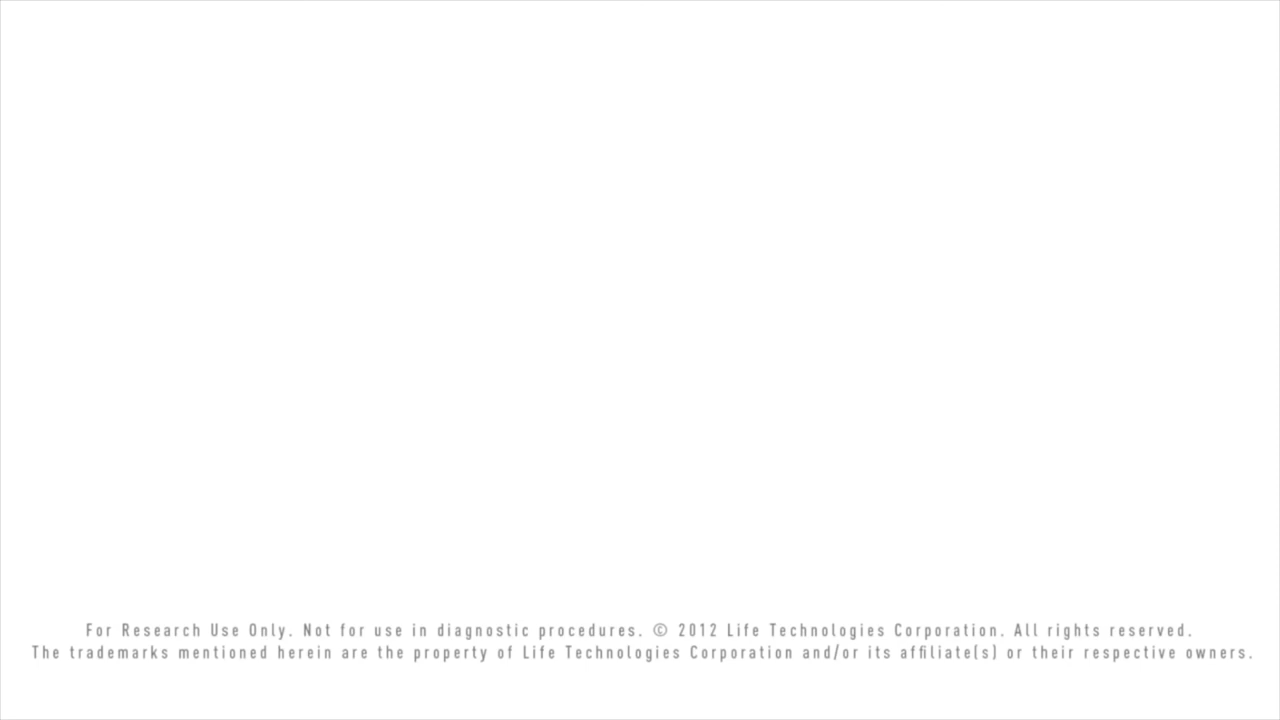 For Research Use Only. Not for use in diagnostic procedures. © 2012 Life Technologies Corporation. All rights reserved.
The trademarks mentioned herein are the property of Life Technologies Corporation and/or its affiliate(s) or their respective owners.